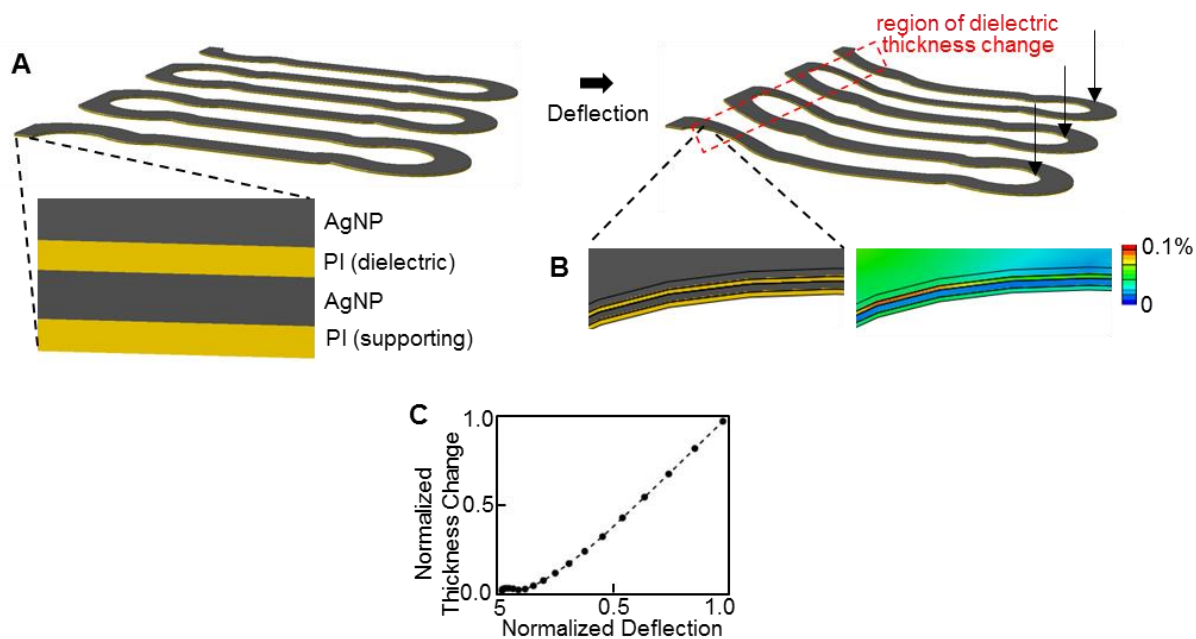 A
region of dielectric
thickness change
Deflection
AgNP
PI (dielectric)
AgNP
PI (supporting)
B
0.1%
0
C
Normalized
Thickness Change
1.0
0.5
0.0
5
0.5
1.0
Normalized Deflection